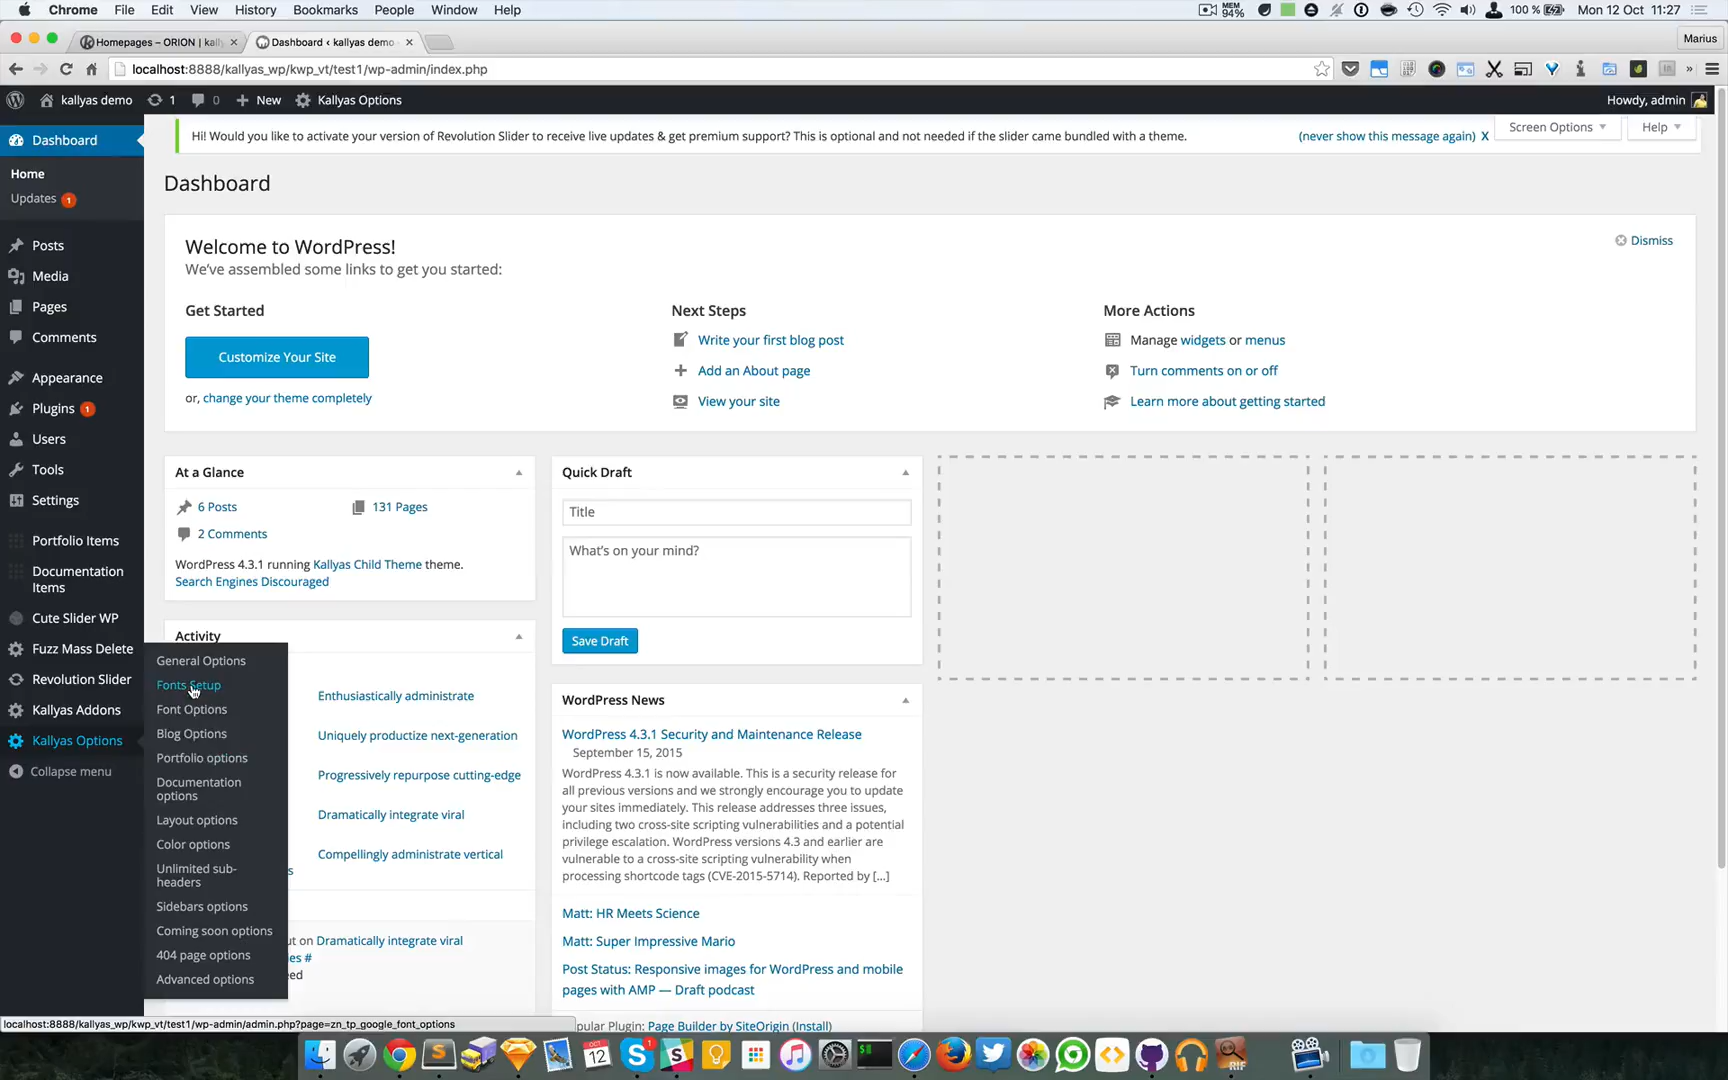 Chrome File Edit View History Bookmarks People Window Help MEM 94% 100 % Mon 12 Oct 11:27
Homepages – ORION | kall × Dashboard ‹ kallyas demo × Marius
localhost:8888/kallyas_wp/kwp_vt/test1/wp-admin/index.php
kallyas demo 1 0 New Kallyas Options Howdy, admin
Hi! Would you like to activate your version of Revolution Slider to receive live updates & get premium support? This is optional and not needed if the slider came bundled with a theme. (never show this message again) X Screen Options Help
Dashboard
Home
Updates 1
Posts
Media
Pages
Comments
Appearance
Plugins 1
Users
Tools
Settings
Portfolio Items
Documentation
Items
Cute Slider WP
Fuzz Mass Delete
Revolution Slider
Kallyas Addons
Kallyas Options
Collapse menu
General Options
Fonts Setup
Font Options
Blog Options
Portfolio options
Documentation
options
Layout options
Color options
Unlimited sub-
headers
Sidebars options
Coming soon options
404 page options
Advanced options
Dashboard
Welcome to WordPress!
We've assembled some links to get you started:
Dismiss
Get Started
Customize Your Site
or, change your theme completely
Next Steps
Write your first blog post
Add an About page
View your site
More Actions
Manage widgets or menus
Turn comments on or off
Learn more about getting started
At a Glance
6 Posts 131 Pages
2 Comments
WordPress 4.3.1 running Kallyas Child Theme theme.
Search Engines Discouraged
Activity
Enthusiastically administrate
Uniquely productize next-generation
Progressively repurpose cutting-edge
Dramatically integrate viral
Compellingly administrate vertical
s
ut on Dramatically integrate viral
ies #
eed
Quick Draft
Title
What's on your mind?
Save Draft
WordPress News
WordPress 4.3.1 Security and Maintenance Release
September 15, 2015
WordPress 4.3.1 is now available. This is a security release for
all previous versions and we strongly encourage you to update
your sites immediately. This release addresses three issues,
including two cross-site scripting vulnerabilities and a potential
privilege escalation. WordPress versions 4.3 and earlier are
vulnerable to a cross-site scripting vulnerability when
processing shortcode tags (CVE-2015-5714). Reported by [...]
Matt: HR Meets Science
Matt: Super Impressive Mario
Post Status: Responsive images for WordPress and mobile
pages with AMP — Draft podcast
opular Plugin: Page Builder by SiteOrigin (Install)
localhost:8888/kallyas_wp/kwp_vt/test1/wp-admin/admin.php?page=zn_tp_google_font_options
OCT
12
1
$
RIF